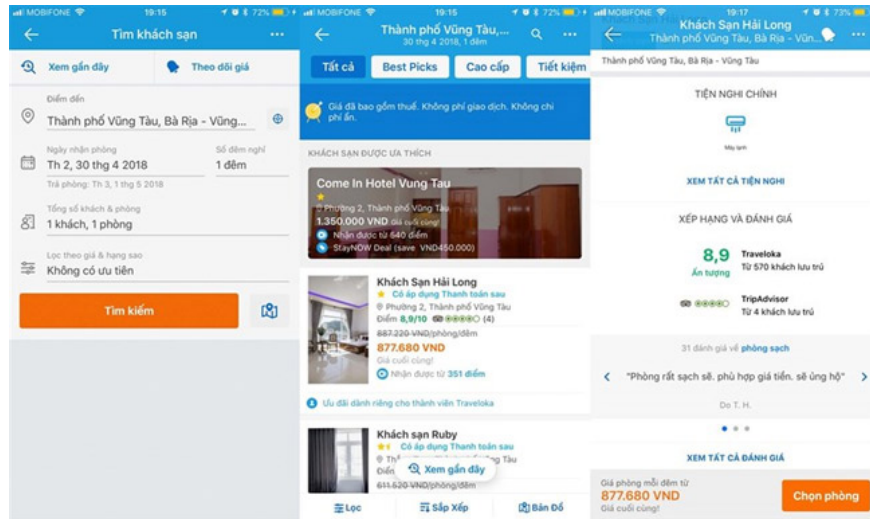 MOBIFONE 19:15 72%
Tìm khách sạn
Xem gần đây
Theo dõi giá
Điểm đến
Thành phố Vũng Tàu, Bà Rịa - Vũng...
Ngày nhận phòng
Số đêm nghỉ
Th 2, 30 thg 4 2018
1 đêm
Trả phòng: Th 3, 1 thg 5 2018
Tổng số khách & phòng
1 khách, 1 phòng
Lọc theo giá & hạng sao
Không có ưu tiên
Tìm kiếm
MOBIFONE 19:15 72%
Thành phố Vũng Tàu,...
30 thg 4 2018, 1 đêm
Tất cả
Best Picks
Cao cấp
Tiết kiệm
Giá đã bao gồm thuế. Không phí giao dịch. Không chi
phí ẩn.
KHÁCH SẠN ĐƯỢC ƯA THÍCH
Come In Hotel Vung Tau
Phường 2, Thành phố Vũng Tàu
1.350.000 VND Giá cuối cùng!
Nhận được từ 540 điểm
StayNOW Deal (save VND450.000)
Khách Sạn Hải Long
Có áp dụng Thanh toán sau
Phường 2, Thành phố Vũng Tàu
Điểm 8,9/10 (4)
887.220 VND/phòng/đêm
877.680 VND
Giá cuối cùng!
Nhận được từ 351 điểm
Ưu đãi dành riêng cho thành viên Traveloka
Khách sạn Ruby
Có áp dụng Thanh toán sau
Xem gần đây
611.520 VND/phòng/đêm
Lọc
Sắp Xếp
Bản Đồ
MOBIFONE 19:17 73%
Khách Sạn Hải Long
Thành phố Vũng Tàu, Bà Rịa - Vũn...
Thành phố Vũng Tàu, Bà Rịa - Vũng Tàu
TIỆN NGHI CHÍNH
Máy lạnh
XEM TẤT CẢ TIỆN NGHI
XẾP HẠNG VÀ ĐÁNH GIÁ
8,9
Ấn tượng
Traveloka
Từ 570 khách lưu trú
TripAdvisor
Từ 4 khách lưu trú
31 đánh giá về phòng sạch
"Phòng rất sạch sẽ. phù hợp giá tiền. sẽ ủng hộ"
Do T. H.
XEM TẤT CẢ ĐÁNH GIÁ
Giá phòng mỗi đêm từ
877.680 VND
Giá cuối cùng!
Chọn phòng